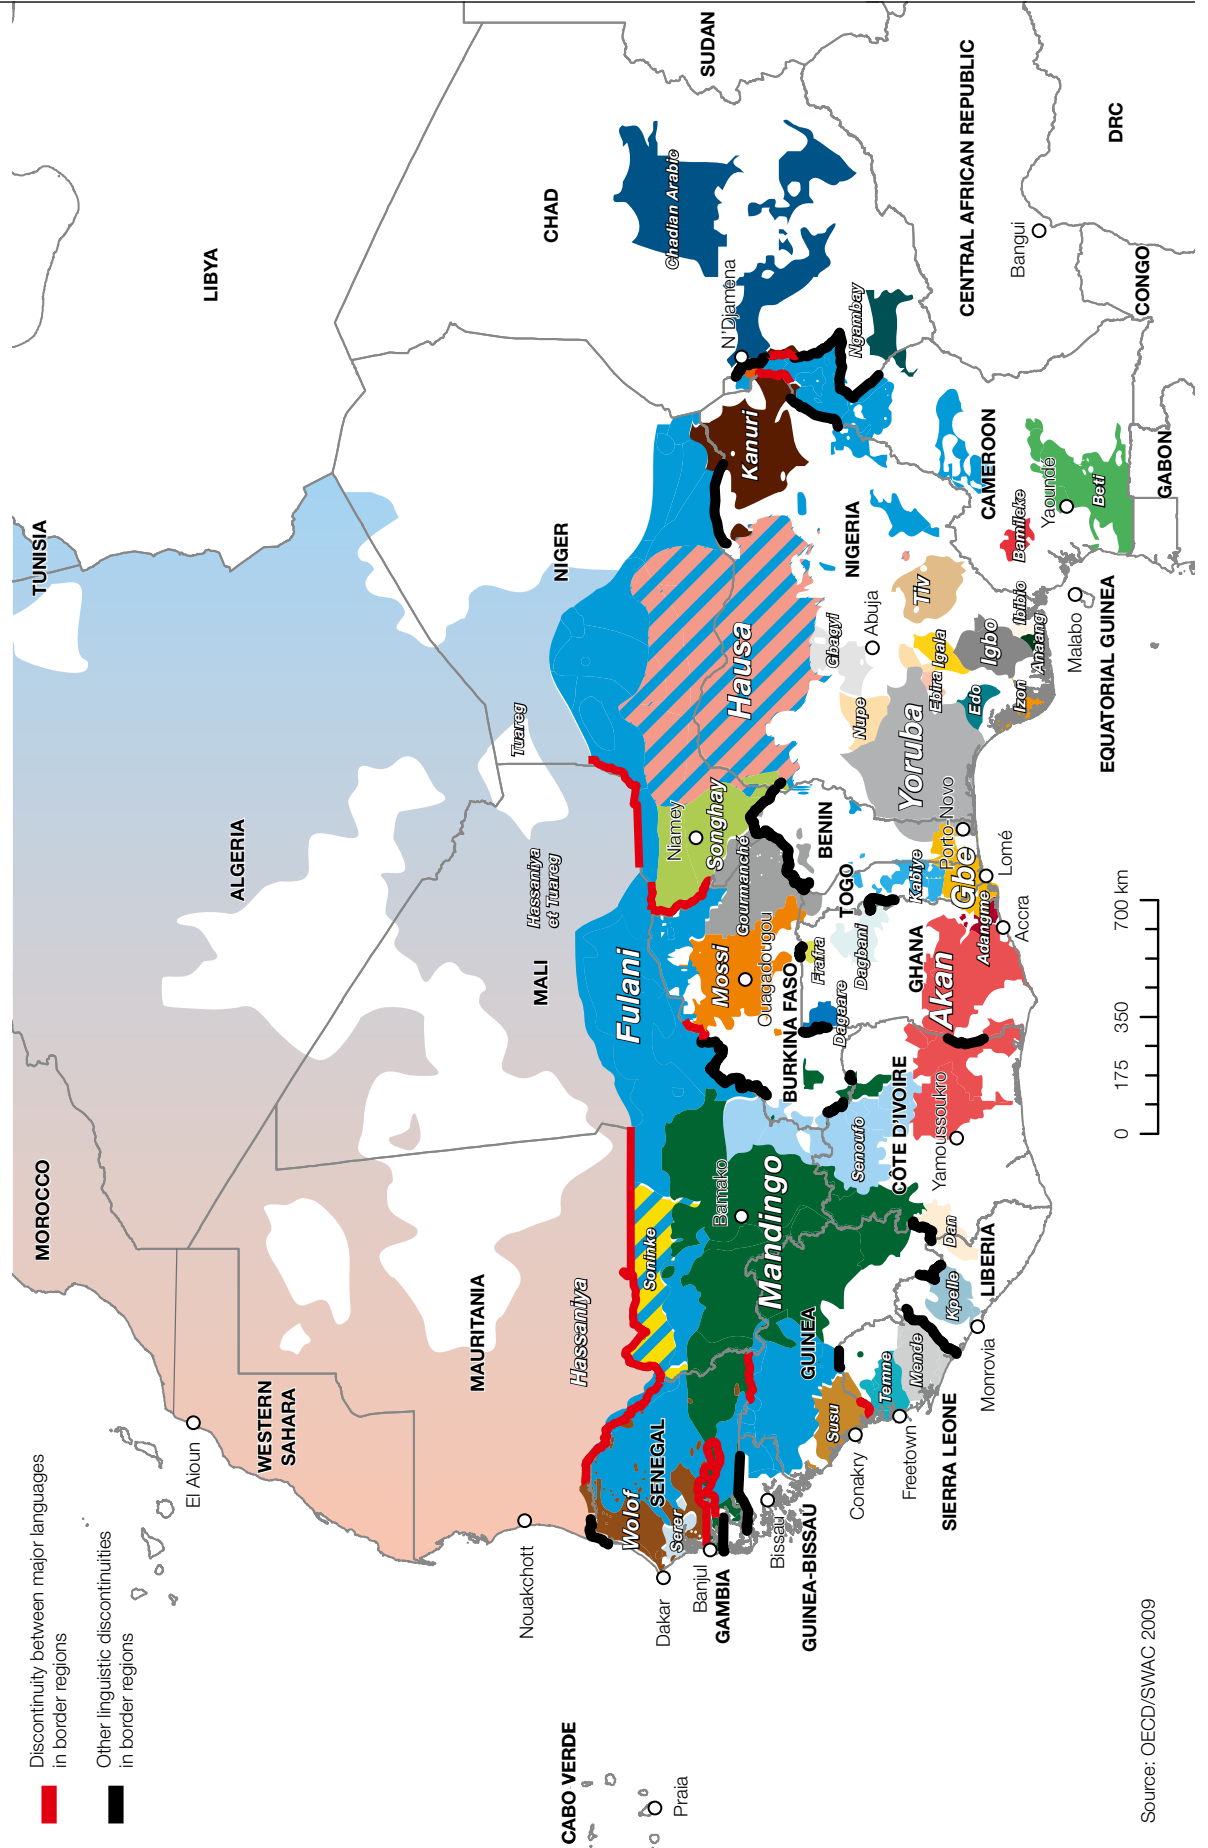 Discontinuity between major languages
in border regions
Other linguistic discontinuities
in border regions
MOROCCO
TUNISIA
ALGERIA
LIBYA
El Aioun
WESTERN
SAHARA
MAURITANIA
Nouakchott
Hassaniya
MALI
Hassaniya
et Tuareg
Tuareg
NIGER
CHAD
SUDAN
CABO VERDE
Praia
Dakar
Wolof
SENEGAL
Serer
Soninke
Fulani
Banjul
GAMBIA
Bissau
GUINEA-BISSAU
Bamako
Mandingo
Mossi
Ouagadougou
Gourmanché
Niamey
Songhay
Hausa
Kanuri
N'Djaména
Chadian Arabic
Ngambay
GUINEA
Conakry
Susu
Temne
Mende
Freetown
SIERRA LEONE
Kpelle
Monrovia
LIBERIA
Dan
BURKINA FASO
Senoufo
CÔTE D'IVOIRE
Yamoussoukro
Dagaare
Frafra
Dagbani
GHANA
Akan
Adangme
Accra
TOGO
Kabiye
BENIN
Gbe
Lomé
Porto-Novo
Yoruba
Nupe
Gbagyi
NIGERIA
Abuja
Ebira
Igala
Tiv
Edo
Igbo
Izon
Anaang
Ibibio
Malabo
EQUATORIAL GUINEA
CAMEROON
Bamileke
Yaoundé
Beti
GABON
CONGO
CENTRAL AFRICAN REPUBLIC
Bangui
DRC
0 175 350 700 km
Source: OECD/SWAC 2009